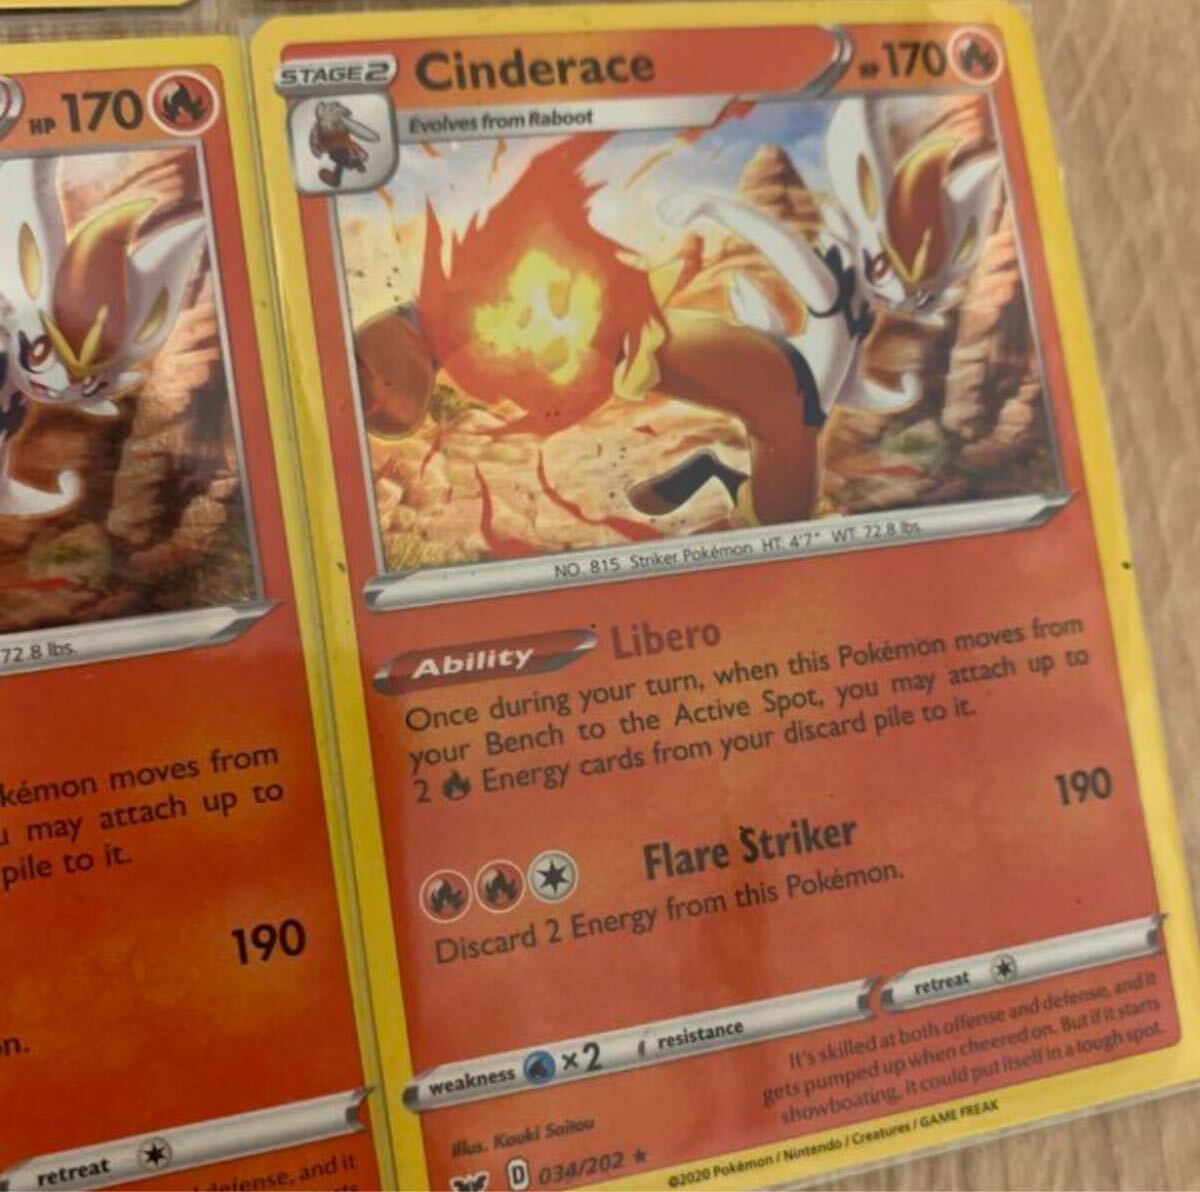 HP 170
72.8 lbs.
kémon moves from
may attach up to
pile to it.
190
n.
retreat
defense, and it
STAGE 2 Cinderace HP 170
Evolves from Raboot
NO. 815 Striker Pokémon HT. 4'7" WT. 72.8 lbs.
Ability Libero
Once during your turn, when this Pokémon moves from
your Bench to the Active Spot, you may attach up to
2 Energy cards from your discard pile to it.
Flare Striker 190
Discard 2 Energy from this Pokémon.
weakness ×2 resistance retreat
It's skilled at both offense and defense, and it
gets pumped up when cheered on. But if it starts
showboating, it could put itself in a tough spot.
Illus. Kouki Saitou
D 034/202 ★
©2020 Pokémon / Nintendo / Creatures / GAME FREAK